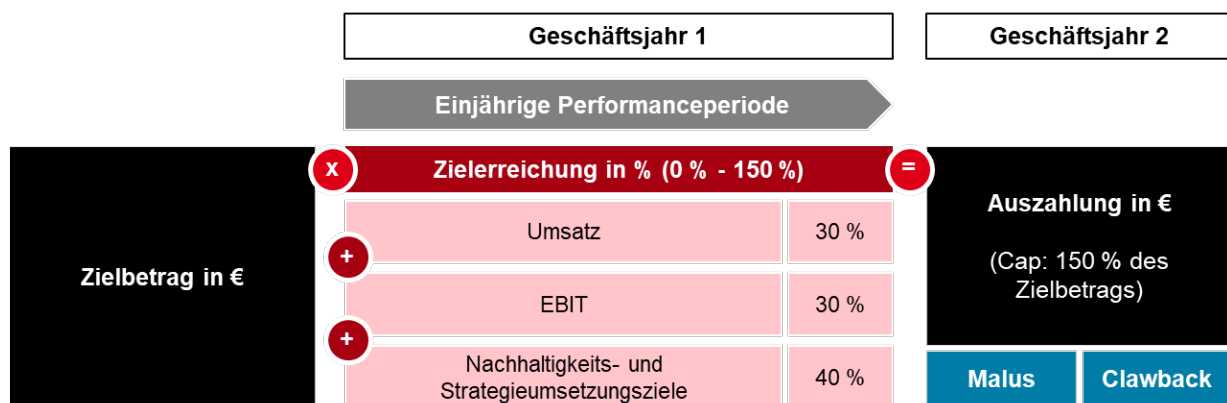 Geschäftsjahr 1
Geschäftsjahr 2
Einjährige Performanceperiode
Zielbetrag in €
x
Zielerreichung in % (0 % - 150 %)
=
Umsatz
30 %
+
EBIT
30 %
+
Nachhaltigkeits- und
Strategieumsetzungsziele
40 %
Auszahlung in €
(Cap: 150 % des
Zielbetrags)
Malus
Clawback